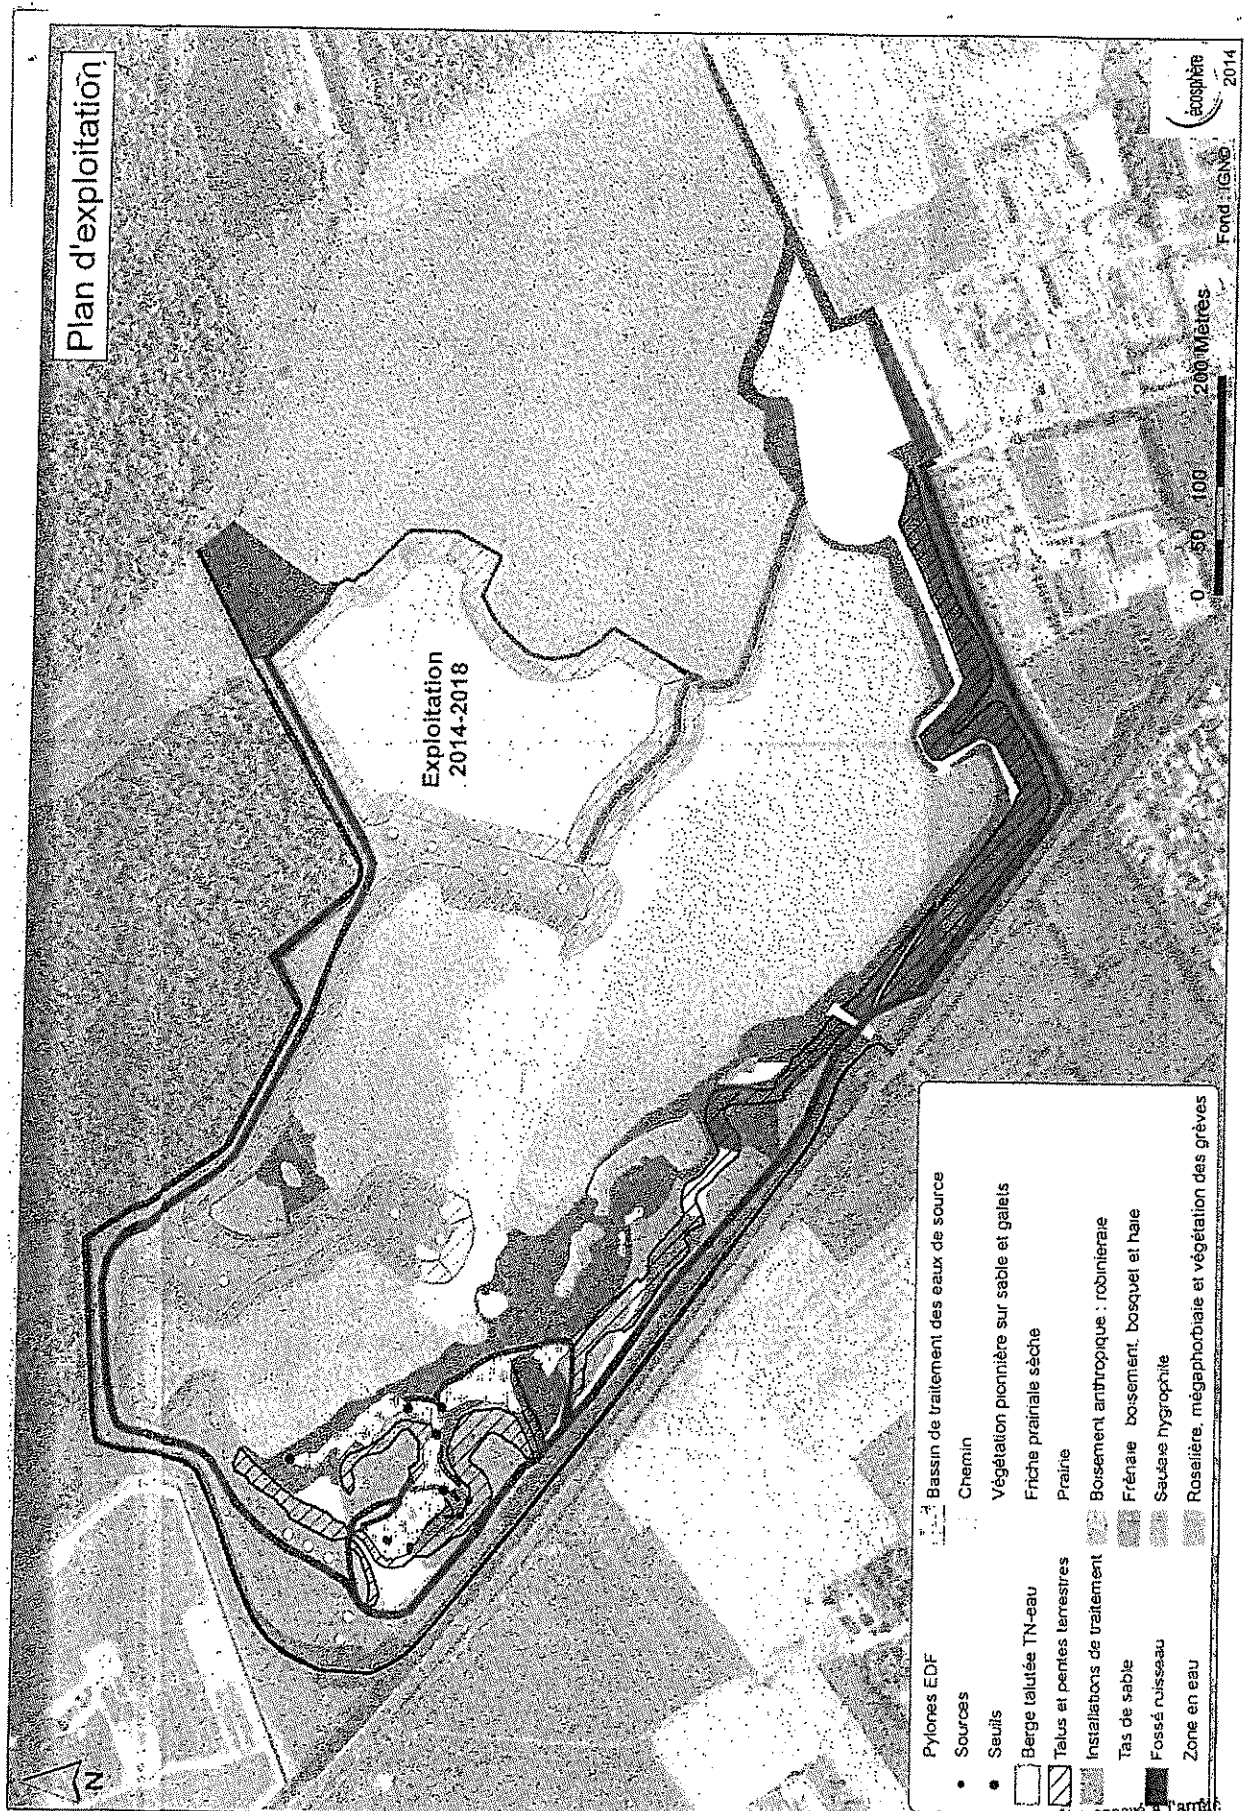 Plan d'exploitation
Exploitation
2014-2018
N
Pylones EDF
Sources
Seuils
Berge talutée TN-eau
Talus et pentes terrestres
Installations de traitement
Tas de sable
Fossé ruisseau
Zone en eau
Bassin de traitement des eaux de source
Chemin
Végétation pionnière sur sable et galets
Friche prairiale sèche
Prairie
Boisement anthropique : robinieraie
Frênaie boisement, bosquet et haie
Saulaie hygrophile
Roselière, mégaphorbiaie et végétation des grèves
0 50 100 200 Mètres
Fond : IGN©
écosphère
2014